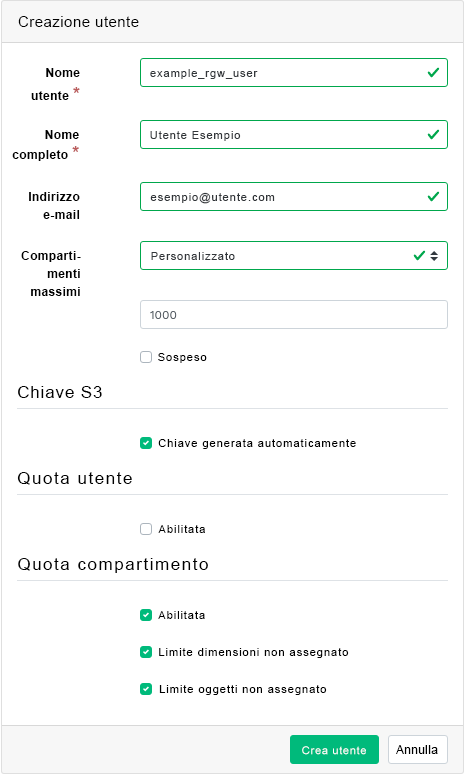 Creazione utente
Nome
utente *
example_rgw_user
Nome
completo *
Utente Esempio
Indirizzo
e-mail
esempio@utente.com
Comparti-
menti
massimi
Personalizzato
1000
Sospeso
Chiave S3
Chiave generata automaticamente
Quota utente
Abilitata
Quota compartimento
Abilitata
Limite dimensioni non assegnato
Limite oggetti non assegnato
Crea utente
Annulla